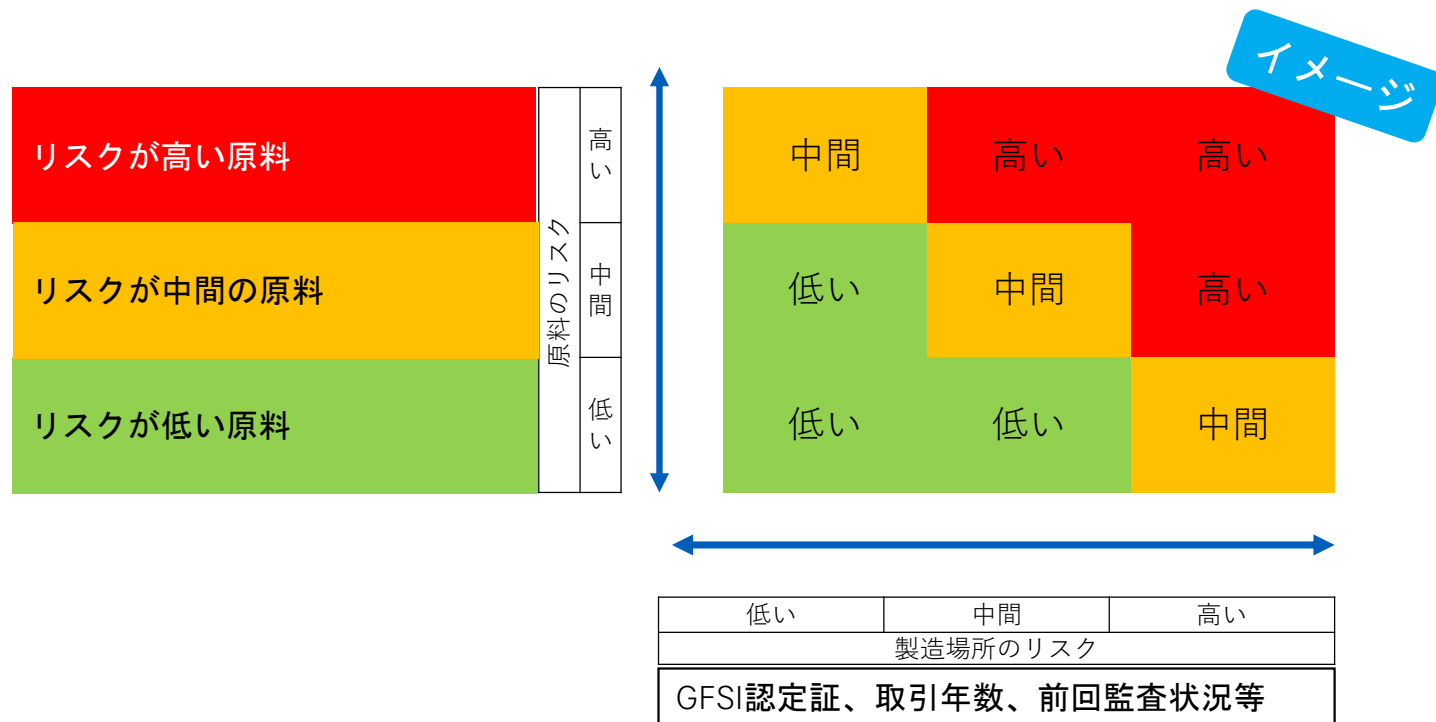 イメージ
リスクが高い原料
リスクが中間の原料
リスクが低い原料
原料のリスク
高い
中間
低い
中間 高い 高い
低い 中間 高い
低い 低い 中間
低い 中間 高い
製造場所のリスク
GFSI認定証、取引年数、前回監査状況等